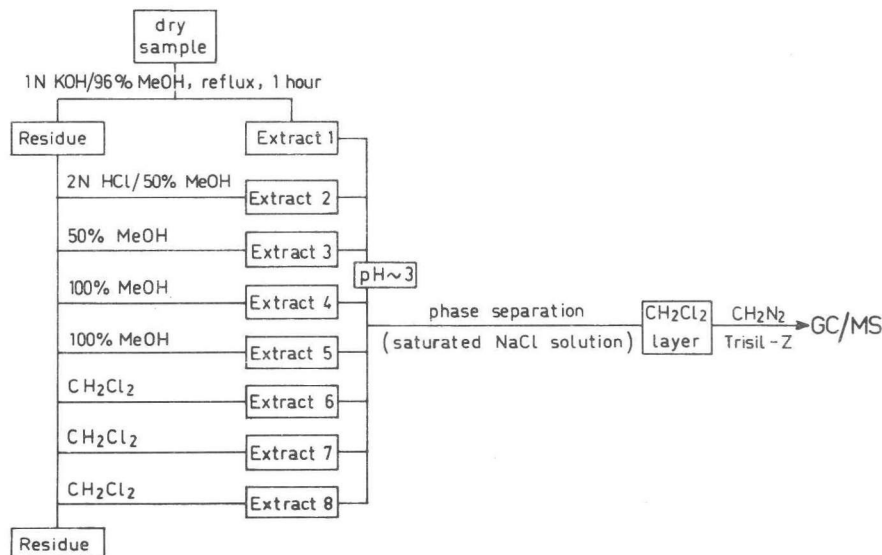 dry
sample
1N KOH/96% MeOH, reflux, 1 hour
Residue
Extract 1
2N HCl/50% MeOH
Extract 2
50% MeOH
Extract 3
pH~3
100% MeOH
Extract 4
phase separation
(saturated NaCl solution)
CH₂Cl₂
layer
CH₂N₂
Trisil-Z
GC/MS
100% MeOH
Extract 5
CH₂Cl₂
Extract 6
CH₂Cl₂
Extract 7
CH₂Cl₂
Extract 8
Residue